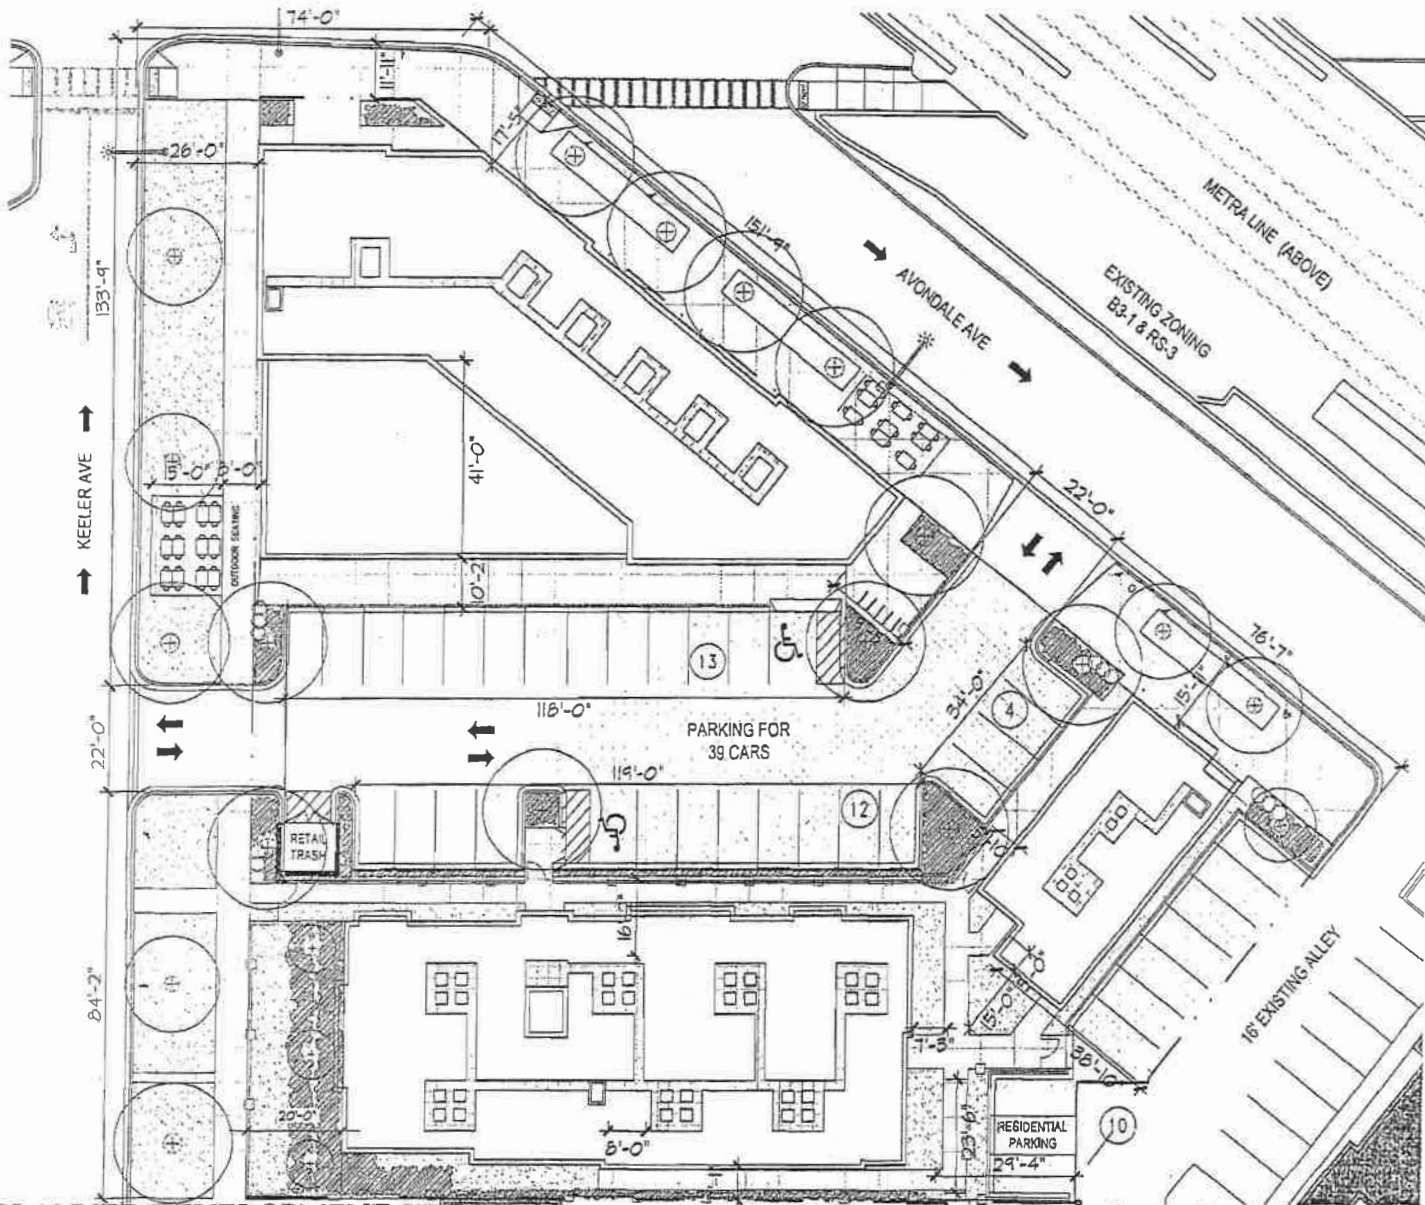 74'-0"
11'-11"
17'-5"
26'-0"
151'-9"
133'-9"
AVONDALE AVE
METRA LINE (ABOVE)
EXISTING ZONING
B3-1 & RS-3
KEELER AVE
41'-0"
22'-0"
OUTDOOR SEATING
10'-2"
13
118'-0"
PARKING FOR
39 CARS
34'-0"
4
76'-7"
22'-0"
119'-0"
12
RETAIL
TRASH
84'-2"
16' EXISTING ALLEY
15'-0"
7'-3"
38'-10"
20'-0"
8'-0"
23'-6"
RESIDENTIAL
PARKING
29'-4"
10